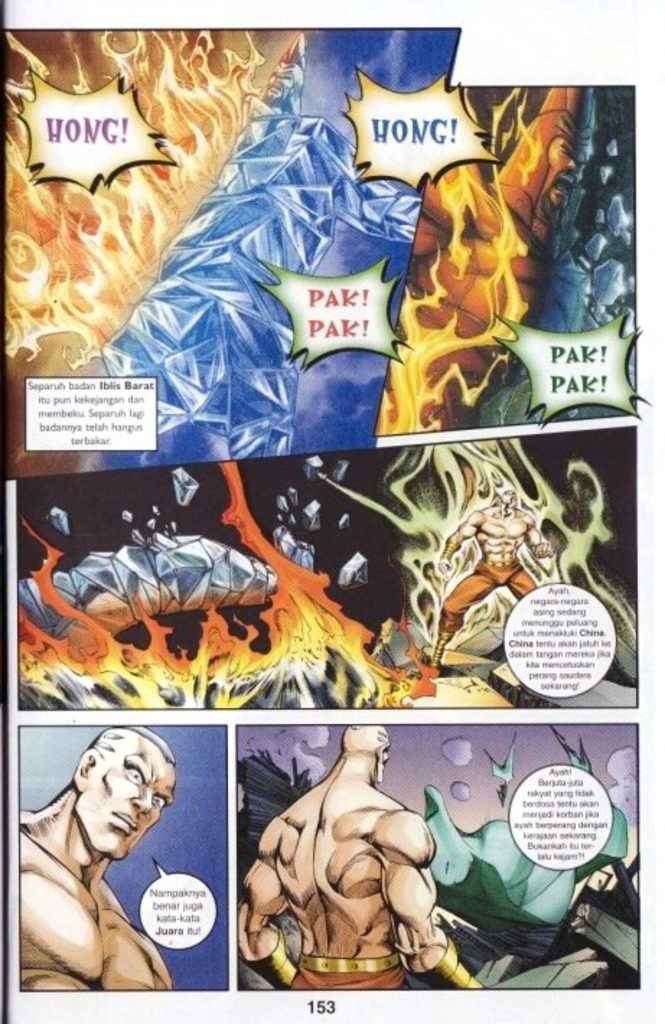 HONG!
HONG!
PAK!
PAK!
PAK!
PAK!
Separuh badan Iblis Barat
itu pun kekejangan dan
membeku. Separuh lagi
badannya telah hangus
terbakar.
Ayah,
negara-negara
asing sedang
menunggu peluang
untuk menakluki China.
China tentu akan jatuh ke
dalam tangan mereka jika
kita mencetuskan
perang saudara
sekarang!
Nampaknya
benar juga
kata-kata
Juara itu!
Ayah!
Berjuta-juta
rakyat yang tidak
berdosa tentu akan
menjadi korban jika
ayah berperang dengan
kerajaan sekarang.
Bukankah itu ter-
lalu kejam?!
153